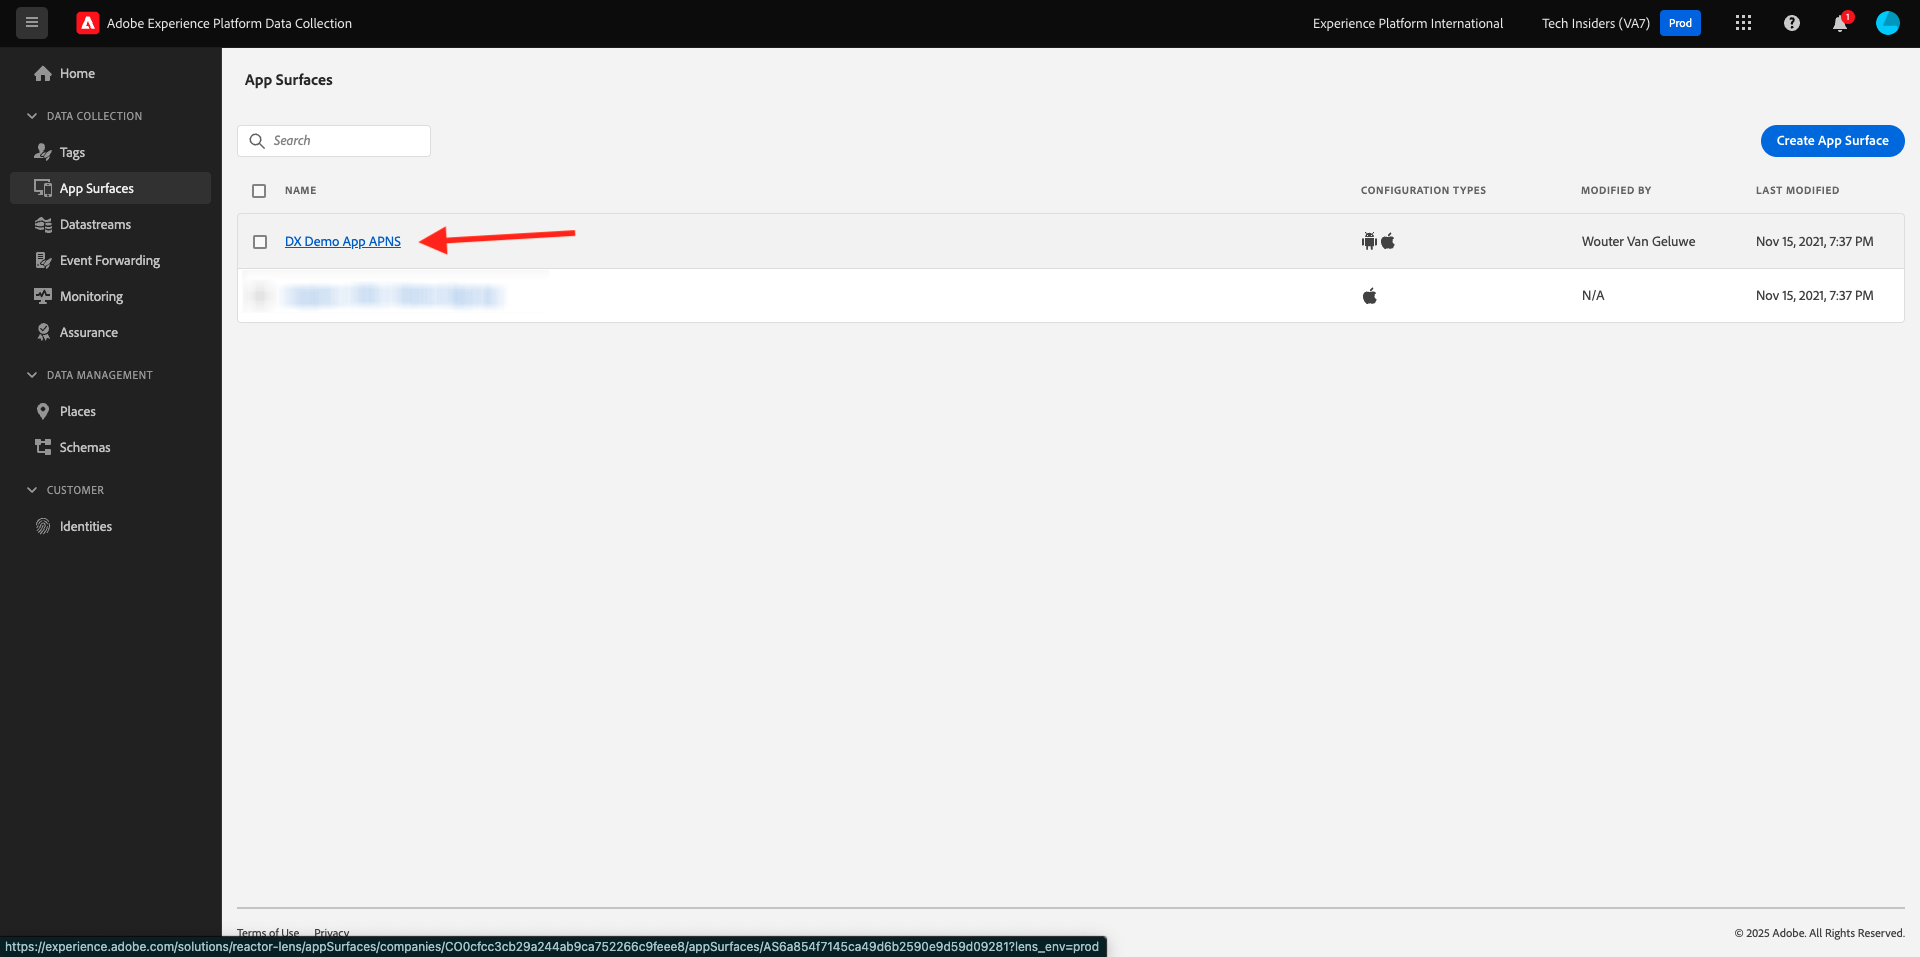 Adobe Experience Platform Data Collection
Experience Platform International
Tech Insiders (VA7)
Prod
1
Home
DATA COLLECTION
Tags
App Surfaces
Datastreams
Event Forwarding
Monitoring
Assurance
DATA MANAGEMENT
Places
Schemas
CUSTOMER
Identities
App Surfaces
Search
Create App Surface
NAME CONFIGURATION TYPES MODIFIED BY LAST MODIFIED
DX Demo App APNS Wouter Van Geluwe Nov 15, 2021, 7:37 PM
N/A Nov 15, 2021, 7:37 PM
Terms of Use Privacy
© 2025 Adobe. All Rights Reserved.
https://experience.adobe.com/solutions/reactor-lens/appSurfaces/companies/CO0cfcc3cb29a244ab9ca752266c9feee8/appSurfaces/AS6a854f7145ca49d6b2590e9d59d09281?lens_env=prod